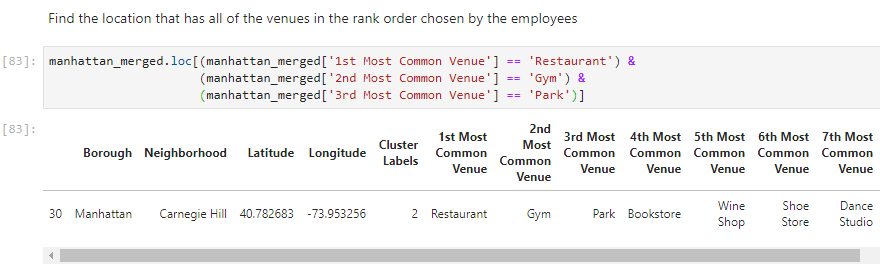 Find the location that has all of the venues in the rank order chosen by the employees
[83]: manhattan_merged.loc[(manhattan_merged['1st Most Common Venue'] == 'Restaurant') &
(manhattan_merged['2nd Most Common Venue'] == 'Gym') &
(manhattan_merged['3rd Most Common Venue'] == 'Park')]
[83]:
Borough Neighborhood Latitude Longitude Cluster Labels 1st Most Common Venue 2nd Most Common Venue 3rd Most Common Venue 4th Most Common Venue 5th Most Common Venue 6th Most Common Venue 7th Most Common Venue
30 Manhattan Carnegie Hill 40.782683 -73.953256 2 Restaurant Gym Park Bookstore Wine Shop Shoe Store Dance Studio